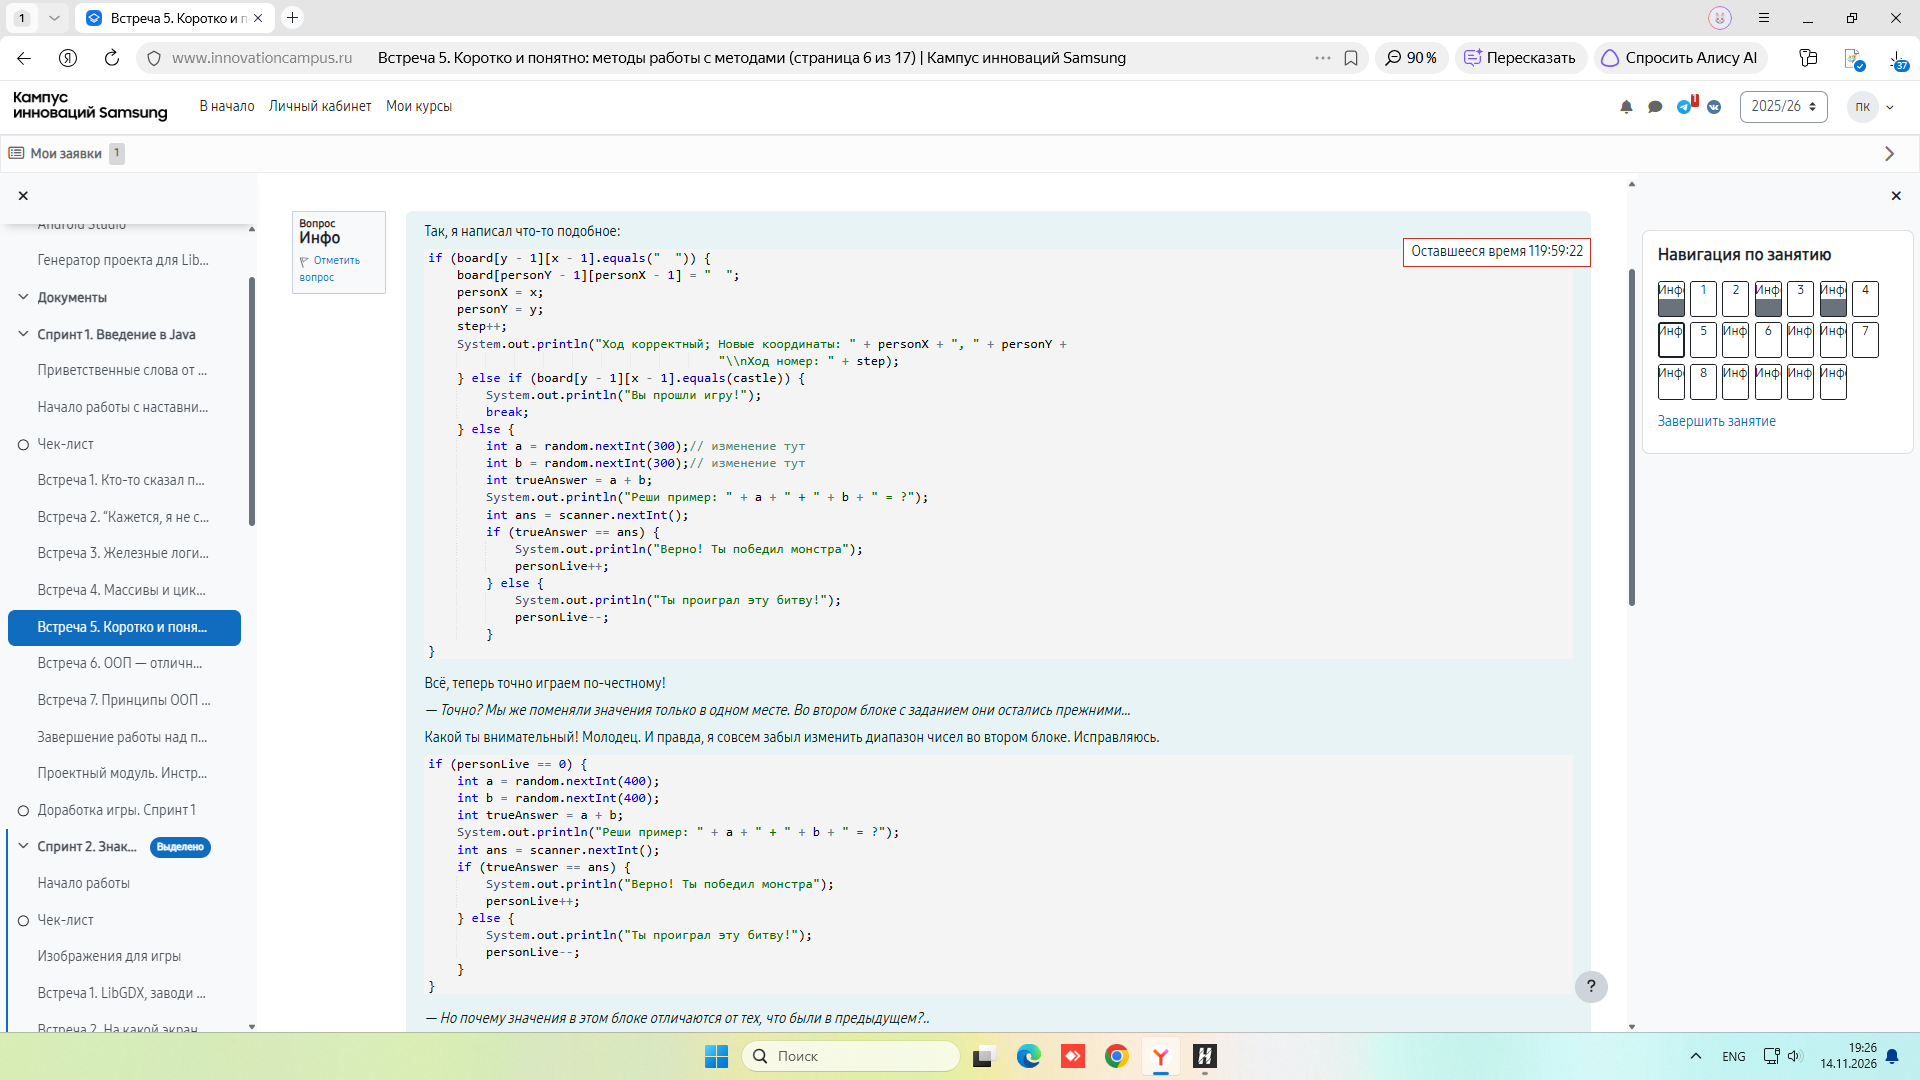 1
Встреча 5. Коротко и п
www.innovationcampus.ru
Встреча 5. Коротко и понятно: методы работы с методами (страница 6 из 17) | Кампус инноваций Samsung
90 %
Пересказать
Спросить Алису AI
37
Кампус
инноваций Samsung
В начало
Личный кабинет
Мои курсы
1
2025/26
ПК
Мои заявки
1
Android Studio
Генератор проекта для Lib...
Документы
Спринт 1. Введение в Java
Приветственные слова от ...
Начало работы с наставни...
Чек-лист
Встреча 1. Кто-то сказал п...
Встреча 2. “Кажется, я не с...
Встреча 3. Железные логи...
Встреча 4. Массивы и цик...
Встреча 5. Коротко и поня...
Встреча 6. ООП — отличн...
Встреча 7. Принципы ООП ...
Завершение работы над п...
Проектный модуль. Инстр...
Доработка игры. Спринт 1
Спринт 2. Знак...
Выделено
Начало работы
Чек-лист
Изображения для игры
Встреча 1. LibGDX, заводи ...
Встреча 2. На какой экран
Вопрос
Инфо
Отметить
вопрос
Так, я написал что-то подобное:
Оставшееся время 119:59:22
if (board[y - 1][x - 1].equals("  ")) {
    board[personY - 1][personX - 1] = "  ";
    personX = x;
    personY = y;
    step++;
    System.out.println("Ход корректный; Новые координаты: " + personX + ", " + personY +
                                        "\\nХод номер: " + step);
    } else if (board[y - 1][x - 1].equals(castle)) {
        System.out.println("Вы прошли игру!");
        break;
    } else {
        int a = random.nextInt(300);// изменение тут
        int b = random.nextInt(300);// изменение тут
        int trueAnswer = a + b;
        System.out.println("Реши пример: " + a + " + " + b + " = ?");
        int ans = scanner.nextInt();
        if (trueAnswer == ans) {
            System.out.println("Верно! Ты победил монстра");
            personLive++;
        } else {
            System.out.println("Ты проиграл эту битву!");
            personLive--;
        }
}
Всё, теперь точно играем по-честному!
— Точно? Мы же поменяли значения только в одном месте. Во втором блоке с заданием они остались прежними...
Какой ты внимательный! Молодец. И правда, я совсем забыл изменить диапазон чисел во втором блоке. Исправляюсь.
if (personLive == 0) {
    int a = random.nextInt(400);
    int b = random.nextInt(400);
    int trueAnswer = a + b;
    System.out.println("Реши пример: " + a + " + " + b + " = ?");
    int ans = scanner.nextInt();
    if (trueAnswer == ans) {
        System.out.println("Верно! Ты победил монстра");
        personLive++;
    } else {
        System.out.println("Ты проиграл эту битву!");
        personLive--;
    }
}
— Но почему значения в этом блоке отличаются от тех, что были в предыдущем?..
?
Навигация по занятию
Инф 1 2 Инф 3 Инф 4
Инф 5 Инф 6 Инф Инф 7
Инф 8 Инф Инф Инф Инф
Завершить занятие
Поиск
ENG
19:26
14.11.2026